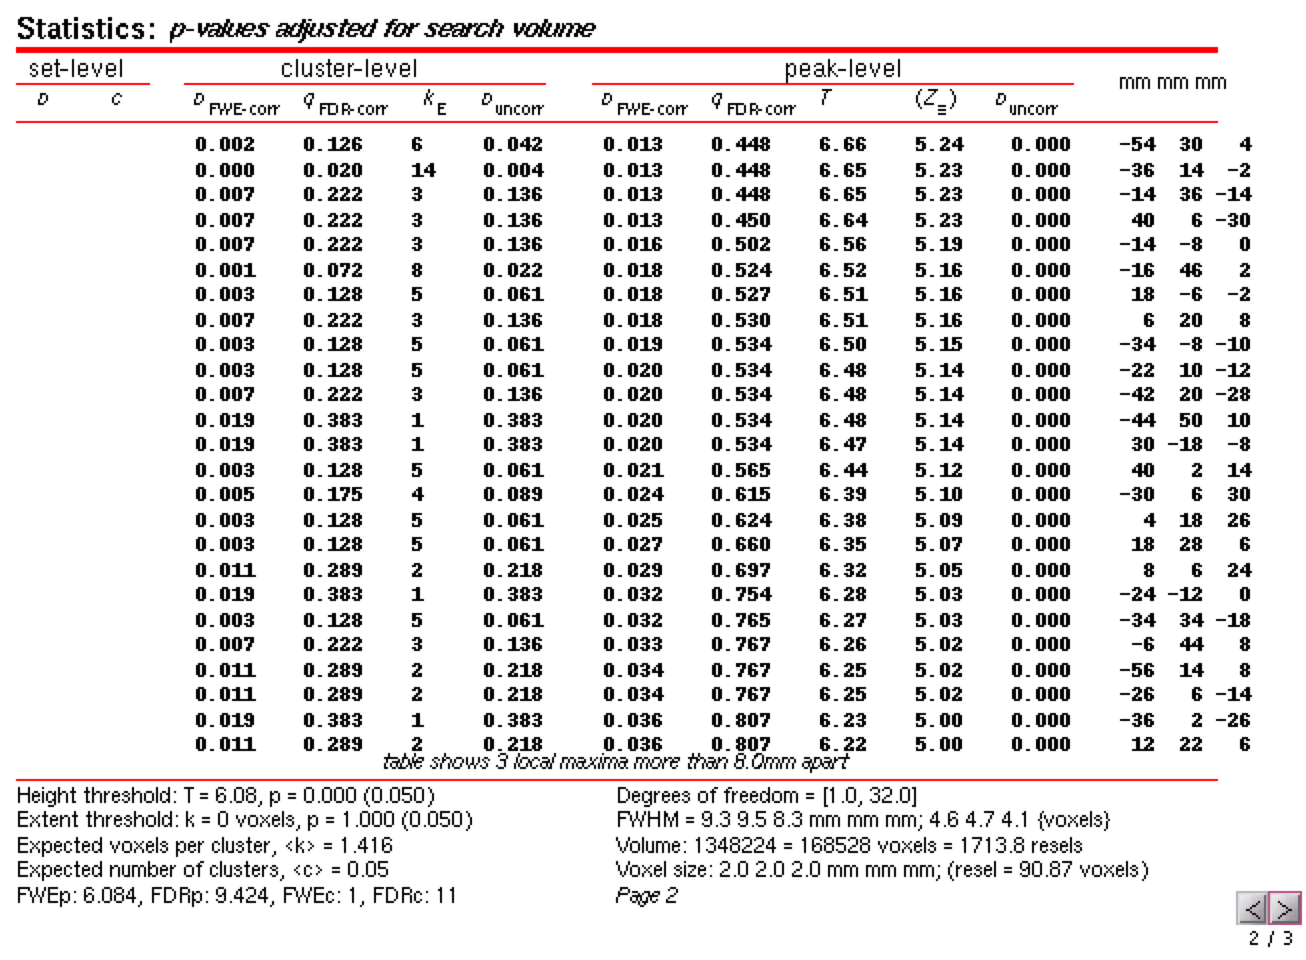 Statistics: p-values adjusted for search volume
set-level cluster-level peak-level mm mm mm
p c p FWE-corr q FDR-corr k E p uncorr p FWE-corr q FDR-corr T (Z≡) p uncorr
0.002 0.126 6 0.042 0.013 0.448 6.66 5.24 0.000 -54 30 4
0.000 0.020 14 0.004 0.013 0.448 6.65 5.23 0.000 -36 14 -2
0.007 0.222 3 0.136 0.013 0.448 6.65 5.23 0.000 -14 36 -14
0.007 0.222 3 0.136 0.013 0.450 6.64 5.23 0.000 40 6 -30
0.007 0.222 3 0.136 0.016 0.502 6.56 5.19 0.000 -14 -8 0
0.001 0.072 8 0.022 0.018 0.524 6.52 5.16 0.000 -16 46 2
0.003 0.128 5 0.061 0.018 0.527 6.51 5.16 0.000 18 -6 -2
0.007 0.222 3 0.136 0.018 0.530 6.51 5.16 0.000 6 20 8
0.003 0.128 5 0.061 0.019 0.534 6.50 5.15 0.000 -34 -8 -10
0.003 0.128 5 0.061 0.020 0.534 6.48 5.14 0.000 -22 10 -12
0.007 0.222 3 0.136 0.020 0.534 6.48 5.14 0.000 -42 20 -28
0.019 0.383 1 0.383 0.020 0.534 6.48 5.14 0.000 -44 50 10
0.019 0.383 1 0.383 0.020 0.534 6.47 5.14 0.000 30 -18 -8
0.003 0.128 5 0.061 0.021 0.565 6.44 5.12 0.000 40 2 14
0.005 0.175 4 0.089 0.024 0.615 6.39 5.10 0.000 -30 6 30
0.003 0.128 5 0.061 0.025 0.624 6.38 5.09 0.000 4 18 26
0.003 0.128 5 0.061 0.027 0.660 6.35 5.07 0.000 18 28 6
0.011 0.289 2 0.218 0.029 0.697 6.32 5.05 0.000 8 6 24
0.019 0.383 1 0.383 0.032 0.754 6.28 5.03 0.000 -24 -12 0
0.003 0.128 5 0.061 0.032 0.765 6.27 5.03 0.000 -34 34 -18
0.007 0.222 3 0.136 0.033 0.767 6.26 5.02 0.000 -6 44 8
0.011 0.289 2 0.218 0.034 0.767 6.25 5.02 0.000 -56 14 8
0.011 0.289 2 0.218 0.034 0.767 6.25 5.02 0.000 -26 6 -14
0.019 0.383 1 0.383 0.036 0.807 6.23 5.00 0.000 -36 2 -26
0.011 0.289 2 0.218 0.036 0.807 6.22 5.00 0.000 12 22 6
table shows 3 local maxima more than 8.0mm apart
Height threshold: T = 6.08, p = 0.000 (0.050)
Extent threshold: k = 0 voxels, p = 1.000 (0.050)
Expected voxels per cluster, <k> = 1.416
Expected number of clusters, <c> = 0.05
FWEp: 6.084, FDRp: 9.424, FWEc: 1, FDRc: 11
Degrees of freedom = [1.0, 32.0]
FWHM = 9.3 9.5 8.3 mm mm mm; 4.6 4.7 4.1 {voxels}
Volume: 1348224 = 168528 voxels = 1713.8 resels
Voxel size: 2.0 2.0 2.0 mm mm mm; (resel = 90.87 voxels)
Page 2
< >
2 / 3